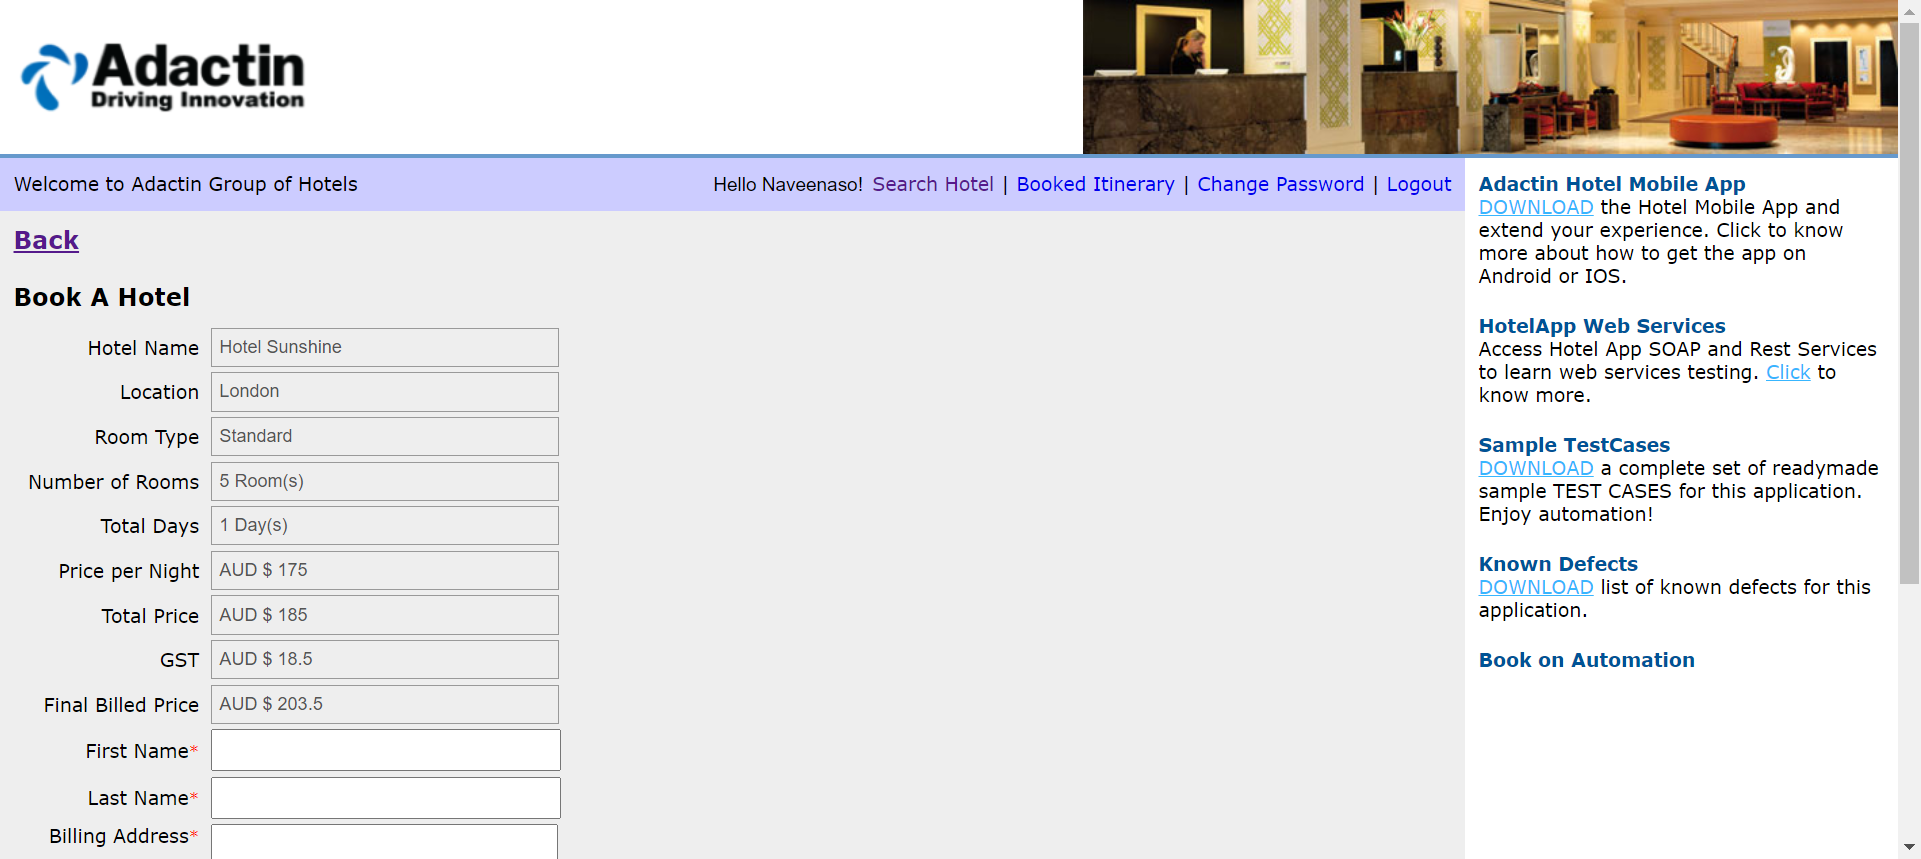 Adactin
Driving Innovation
Welcome to Adactin Group of Hotels
Hello Naveenaso! Search Hotel | Booked Itinerary | Change Password | Logout
Back
Book A Hotel
Hotel Name Hotel Sunshine
Location London
Room Type Standard
Number of Rooms 5 Room(s)
Total Days 1 Day(s)
Price per Night AUD $ 175
Total Price AUD $ 185
GST AUD $ 18.5
Final Billed Price AUD $ 203.5
First Name*
Last Name*
Billing Address*
Adactin Hotel Mobile App
DOWNLOAD the Hotel Mobile App and
extend your experience. Click to know
more about how to get the app on
Android or IOS.
HotelApp Web Services
Access Hotel App SOAP and Rest Services
to learn web services testing. Click to
know more.
Sample TestCases
DOWNLOAD a complete set of readymade
sample TEST CASES for this application.
Enjoy automation!
Known Defects
DOWNLOAD list of known defects for this
application.
Book on Automation